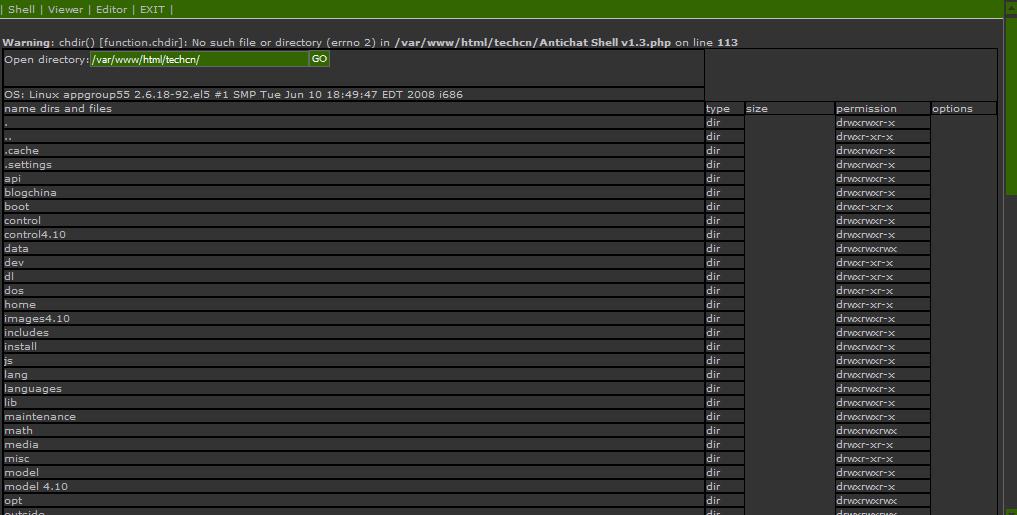 | Shell | Viewer | Editor | EXIT |
Warning: chdir() [function.chdir]: No such file or directory (errno 2) in /var/www/html/techcn/Antichat Shell v1.3.php on line 113
Open directory: /var/www/html/techcn/ GO
OS: Linux appgroup55 2.6.18-92.el5 #1 SMP Tue Jun 10 18:49:47 EDT 2008 i686
name dirs and files type size permission options
. dir drwxrwxr-x
.. dir drwxr-xr-x
.cache dir drwxrwxr-x
.settings dir drwxrwxr-x
api dir drwxrwxr-x
blogchina dir drwxrwxr-x
boot dir drwxr-xr-x
control dir drwxrwxr-x
control4.10 dir drwxrwxr-x
data dir drwxrwxrwx
dev dir drwxr-xr-x
dl dir drwxr-xr-x
dos dir drwxr-xr-x
home dir drwxr-xr-x
images4.10 dir drwxrwxr-x
includes dir drwxrwxr-x
install dir drwxrwxr-x
js dir drwxrwxr-x
lang dir drwxrwxr-x
languages dir drwxrwxr-x
lib dir drwxrwxr-x
maintenance dir drwxrwxr-x
math dir drwxrwxrwx
media dir drwxr-xr-x
misc dir drwxr-xr-x
model dir drwxrwxr-x
model 4.10 dir drwxrwxr-x
opt dir drwxrwxrwx
outside dir